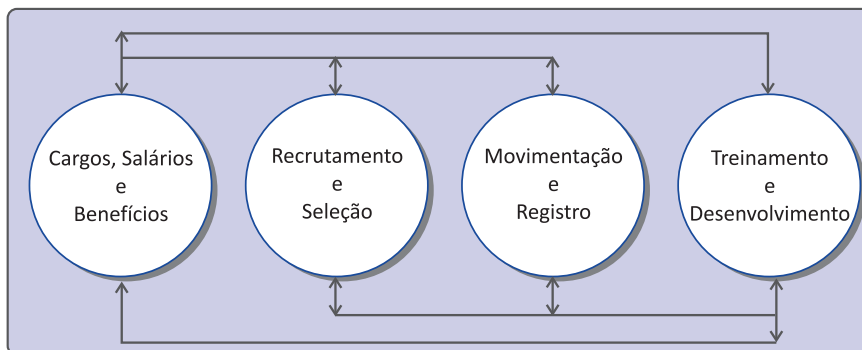 Cargos, Salários
e
Benefícios
Recrutamento
e
Seleção
Movimentação
e
Registro
Treinamento
e
Desenvolvimento